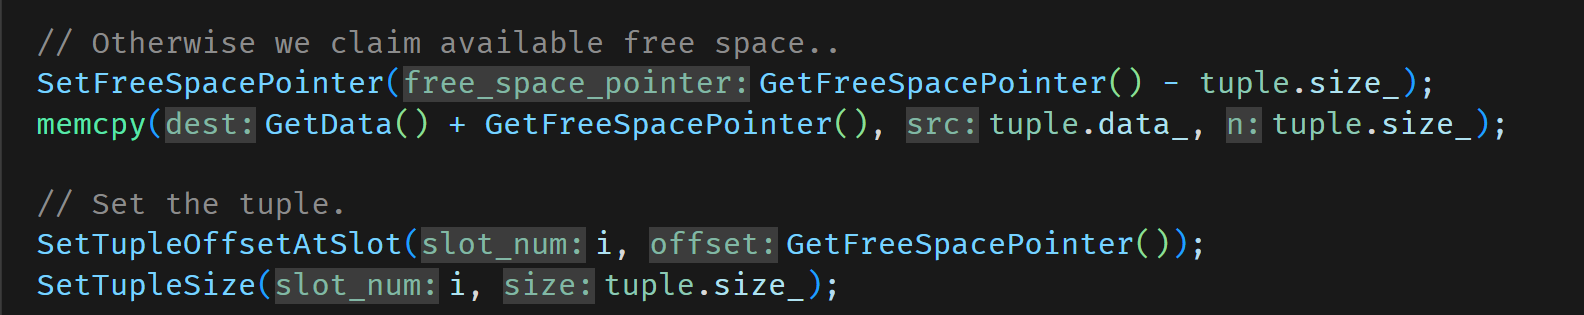 // Otherwise we claim available free space..
SetFreeSpacePointer(free_space_pointer: GetFreeSpacePointer() - tuple.size_);
memcpy(dest: GetData() + GetFreeSpacePointer(), src: tuple.data_, n: tuple.size_);
// Set the tuple.
SetTupleOffsetAtSlot(slot_num: i, offset: GetFreeSpacePointer());
SetTupleSize(slot_num: i, size: tuple.size_);